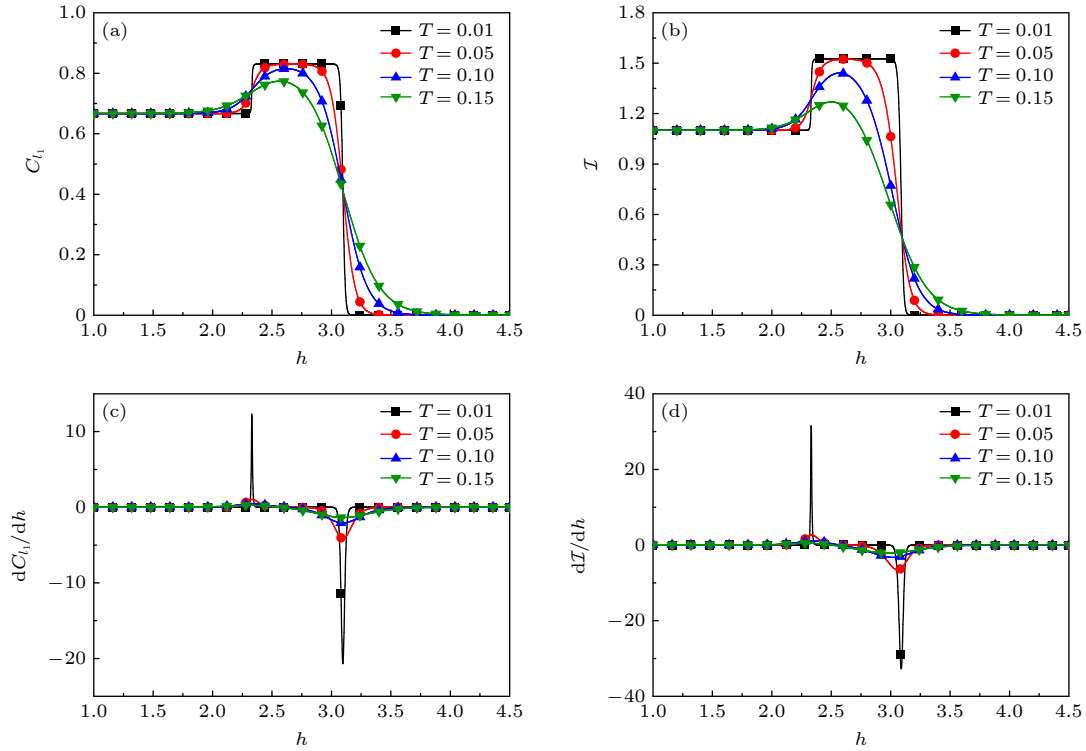 (a)
T = 0.01
T = 0.05
T = 0.10
T = 0.15
1.0
0.8
0.6
0.4
0.2
0
C_{l_1}
1.0 1.5 2.0 2.5 3.0 3.5 4.0 4.5
h
(b)
T = 0.01
T = 0.05
T = 0.10
T = 0.15
1.8
1.5
1.2
0.9
0.6
0.3
0
ℐ
1.0 1.5 2.0 2.5 3.0 3.5 4.0 4.5
h
(c)
T = 0.01
T = 0.05
T = 0.10
T = 0.15
10
0
−10
−20
dC_{l_1}/dh
1.0 1.5 2.0 2.5 3.0 3.5 4.0 4.5
h
(d)
T = 0.01
T = 0.05
T = 0.10
T = 0.15
40
20
0
−20
−40
dℐ/dh
1.0 1.5 2.0 2.5 3.0 3.5 4.0 4.5
h